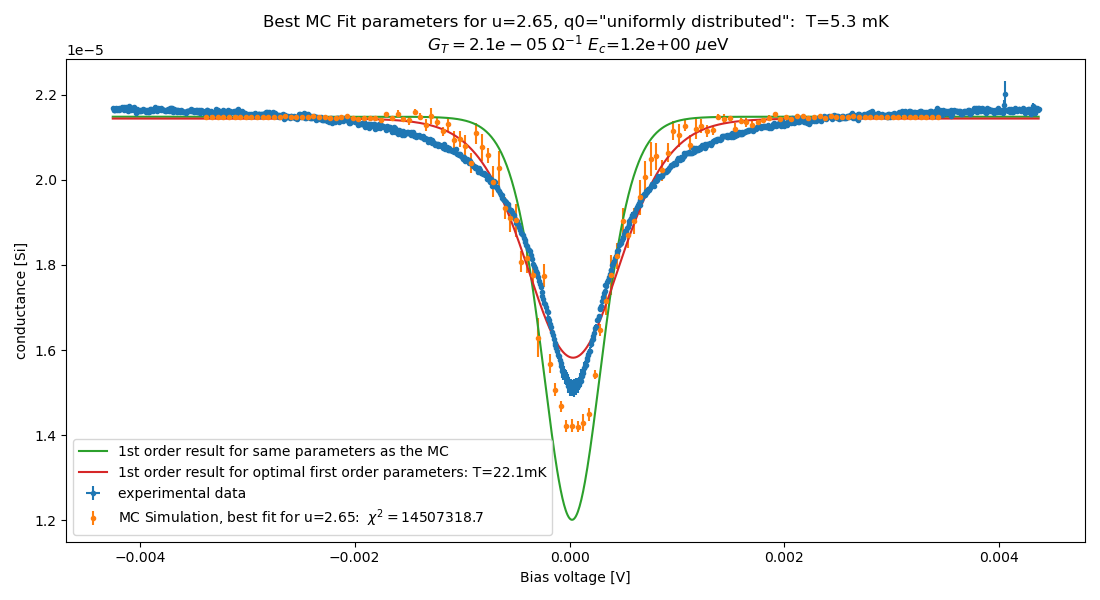 Best MC Fit parameters for u=2.65, q0="uniformly distributed":  T=5.3 mK
$G_T = 2.1e-05\ \Omega^{-1}\ E_c$=1.2e+00 $\mu$eV
1e−5
2.2
2.0
1.8
1.6
1.4
1.2
conductance [Si]
1st order result for same parameters as the MC
1st order result for optimal first order parameters: T=22.1mK
experimental data
MC Simulation, best fit for u=2.65:  $\chi^2 = 14507318.7$
−0.004
−0.002
0.000
0.002
0.004
Bias voltage [V]